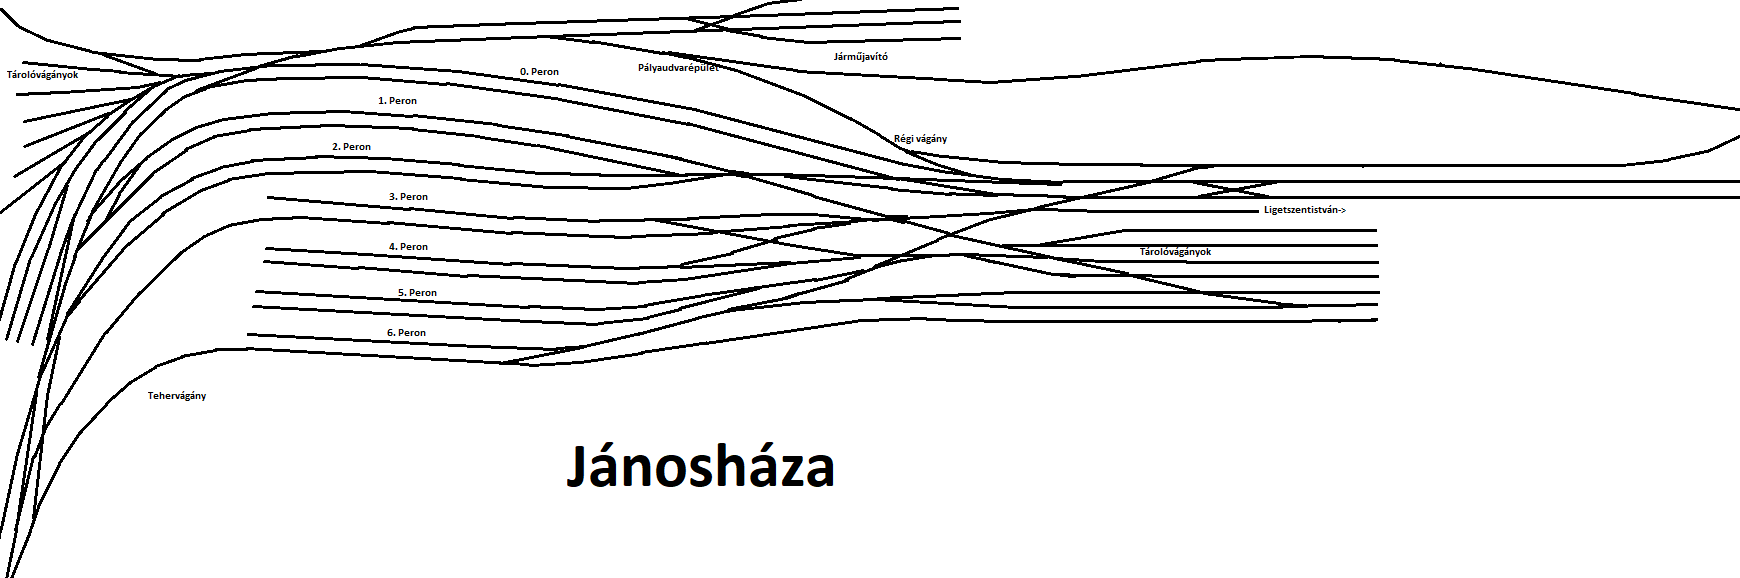 Tárolóvágányok
0. Peron
Pályaudvarépület
Járműjavító
1. Peron
Régi vágány
2. Peron
3. Peron
Ligetszentistván->
4. Peron
Tárolóvágányok
5. Peron
6. Peron
Tehervágány
Jánosháza